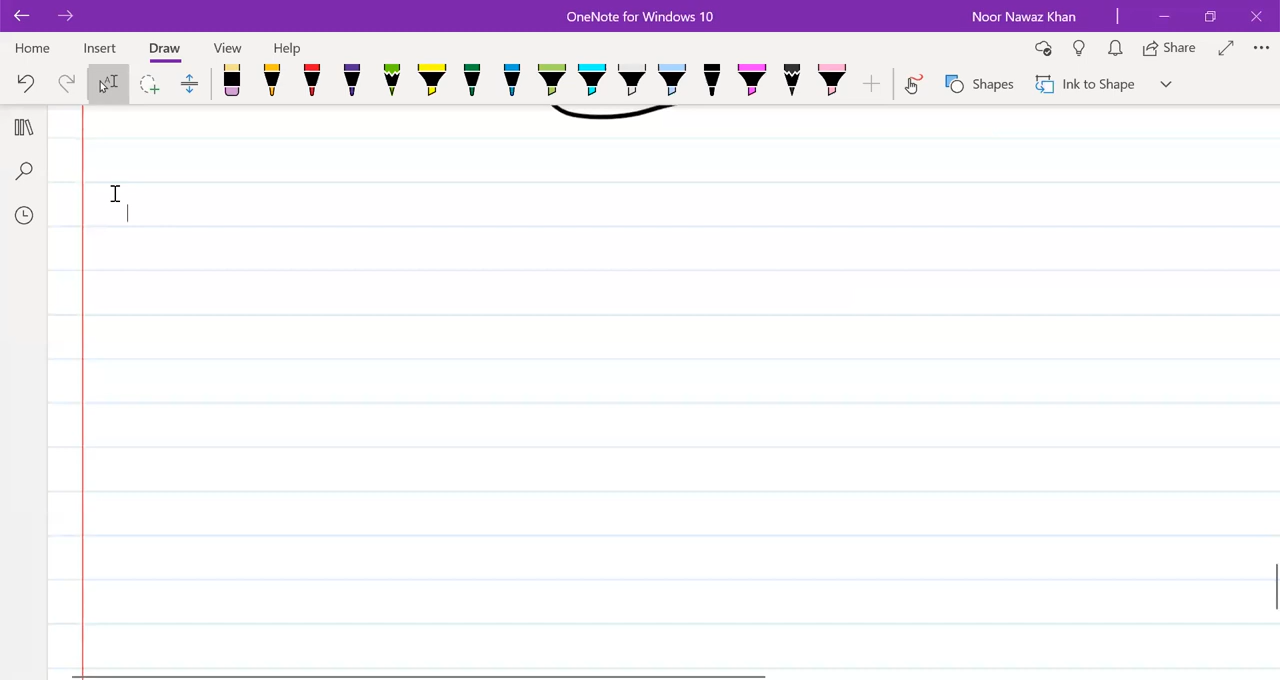 OneNote for Windows 10
Noor Nawaz Khan
Home Insert Draw View Help
Share
Shapes
Ink to Shape